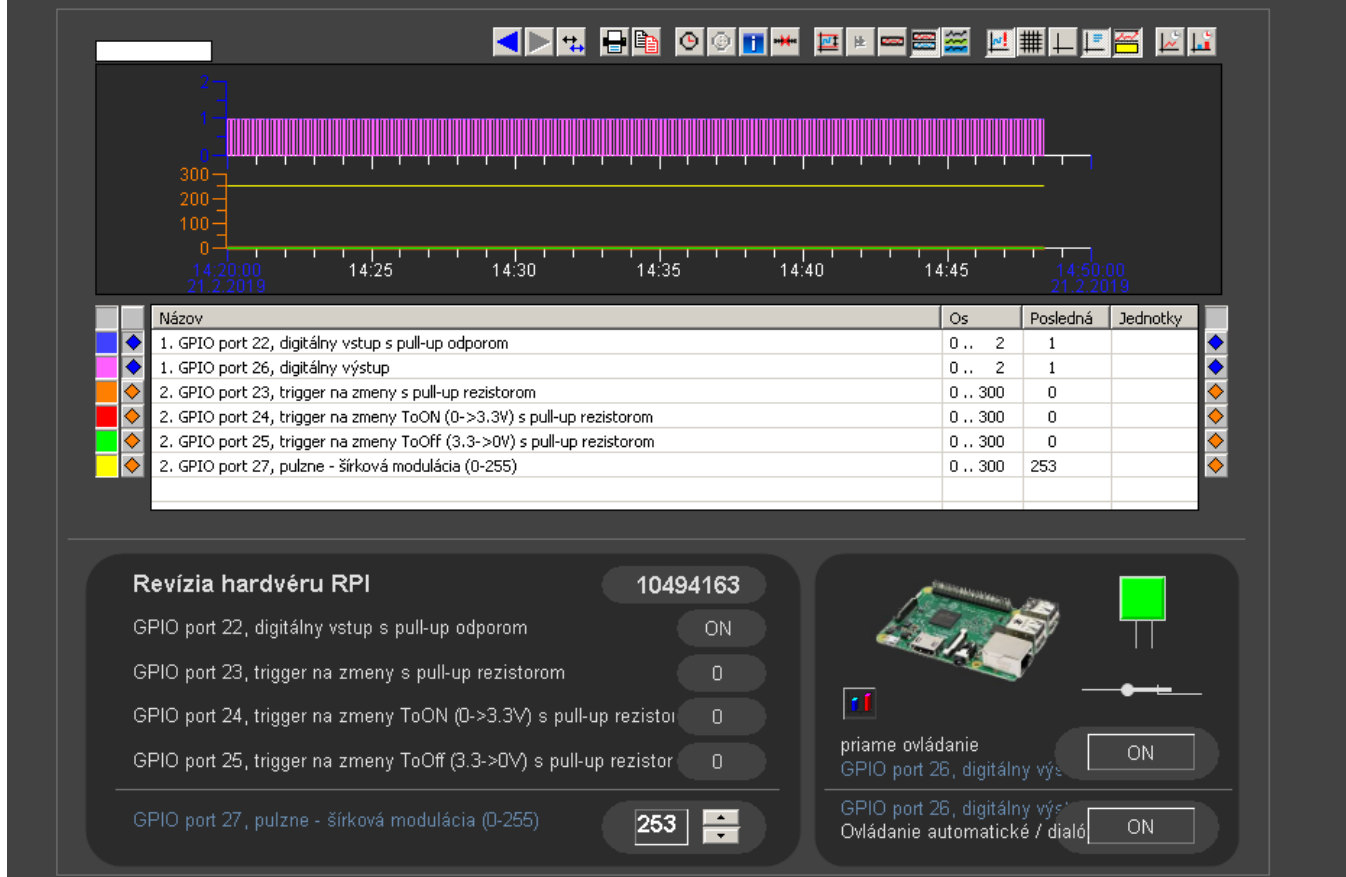 2
1
0
300
200
100
0
14:20:00 14:25 14:30 14:35 14:40 14:45 14:50:00
21.2.2019 21.2.2019
Názov Os Posledná Jednotky
1. GPIO port 22, digitálny vstup s pull-up odporom 0 .. 2 1
1. GPIO port 26, digitálny výstup 0 .. 2 1
2. GPIO port 23, trigger na zmeny s pull-up rezistorom 0 .. 300 0
2. GPIO port 24, trigger na zmeny ToON (0->3.3V) s pull-up rezistorom 0 .. 300 0
2. GPIO port 25, trigger na zmeny ToOff (3.3->0V) s pull-up rezistorom 0 .. 300 0
2. GPIO port 27, pulzne - šírková modulácia (0-255) 0 .. 300 253
Revízia hardvéru RPI 10494163
GPIO port 22, digitálny vstup s pull-up odporom ON
GPIO port 23, trigger na zmeny s pull-up rezistorom 0
GPIO port 24, trigger na zmeny ToON (0->3.3V) s pull-up rezistor 0
GPIO port 25, trigger na zmeny ToOff (3.3->0V) s pull-up rezistor 0
GPIO port 27, pulzne - šírková modulácia (0-255) 253
priame ovládanie
GPIO port 26, digitálny výs ON
GPIO port 26, digitálny výs
Ovládanie automatické / dialó ON